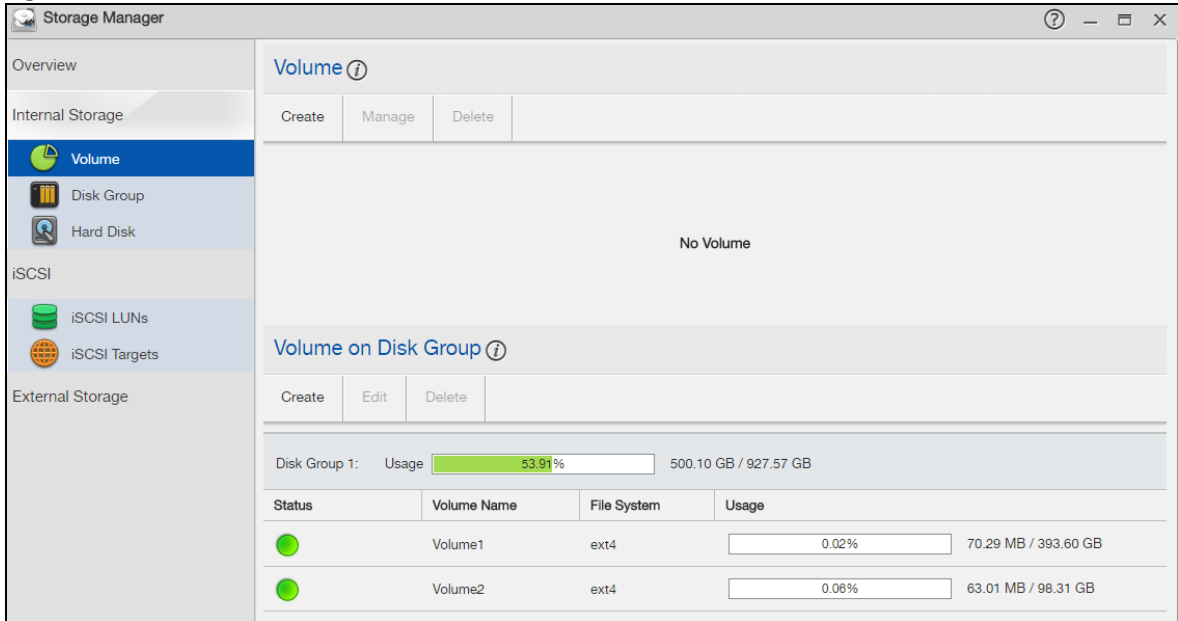 Storage Manager
Overview
Internal Storage
Volume
Disk Group
Hard Disk
iSCSI
iSCSI LUNs
iSCSI Targets
External Storage
Volume
Create Manage Delete
No Volume
Volume on Disk Group
Create Edit Delete
Disk Group 1: Usage 53.91% 500.10 GB / 927.57 GB
Status Volume Name File System Usage
Volume1 ext4 0.02% 70.29 MB / 393.60 GB
Volume2 ext4 0.06% 63.01 MB / 98.31 GB